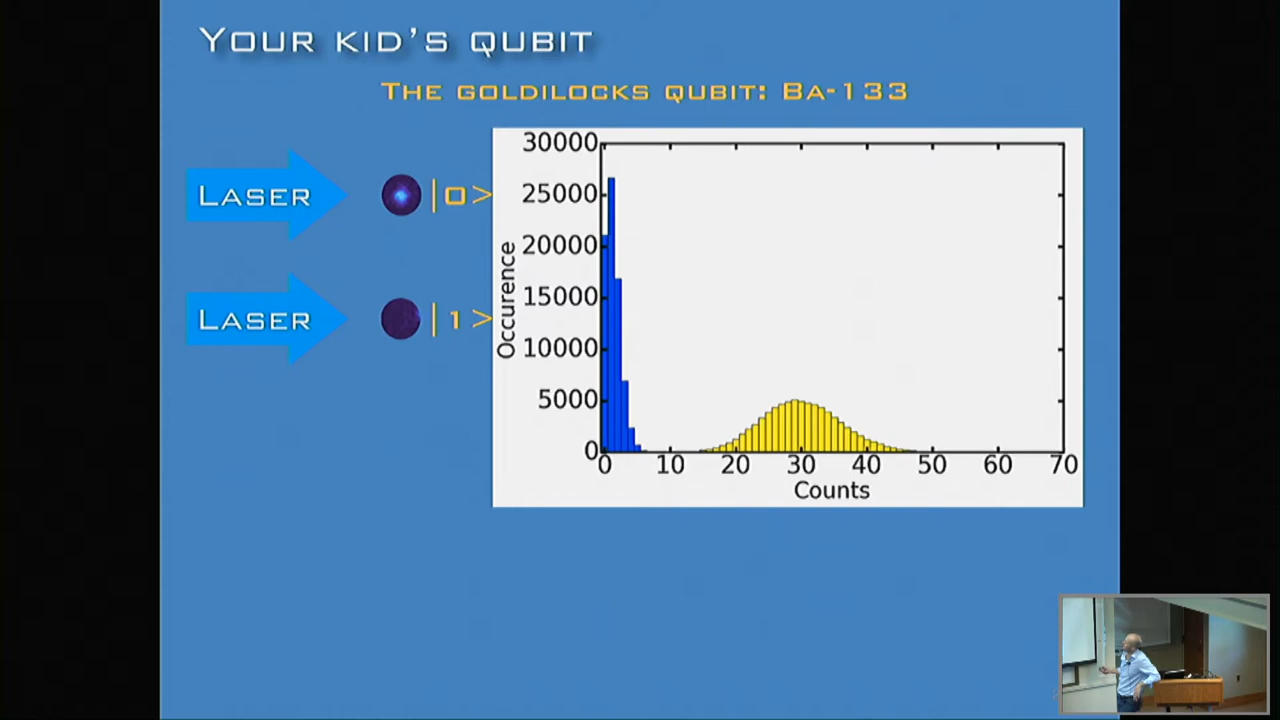 YOUR KID'S QUBIT
THE GOLDILOCKS QUBIT: BA-133
LASER
|0>
LASER
|1>
30000
25000
20000
15000
10000
5000
0
Occurence
0 10 20 30 40 50 60 70
Counts